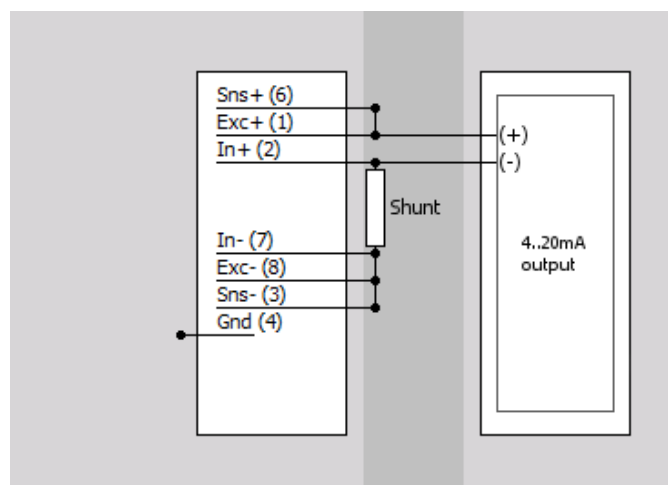 Sns+ (6)
Exc+ (1)
In+ (2)
(+)
(-)
Shunt
In- (7)
Exc- (8)
Sns- (3)
Gnd (4)
4..20mA
output